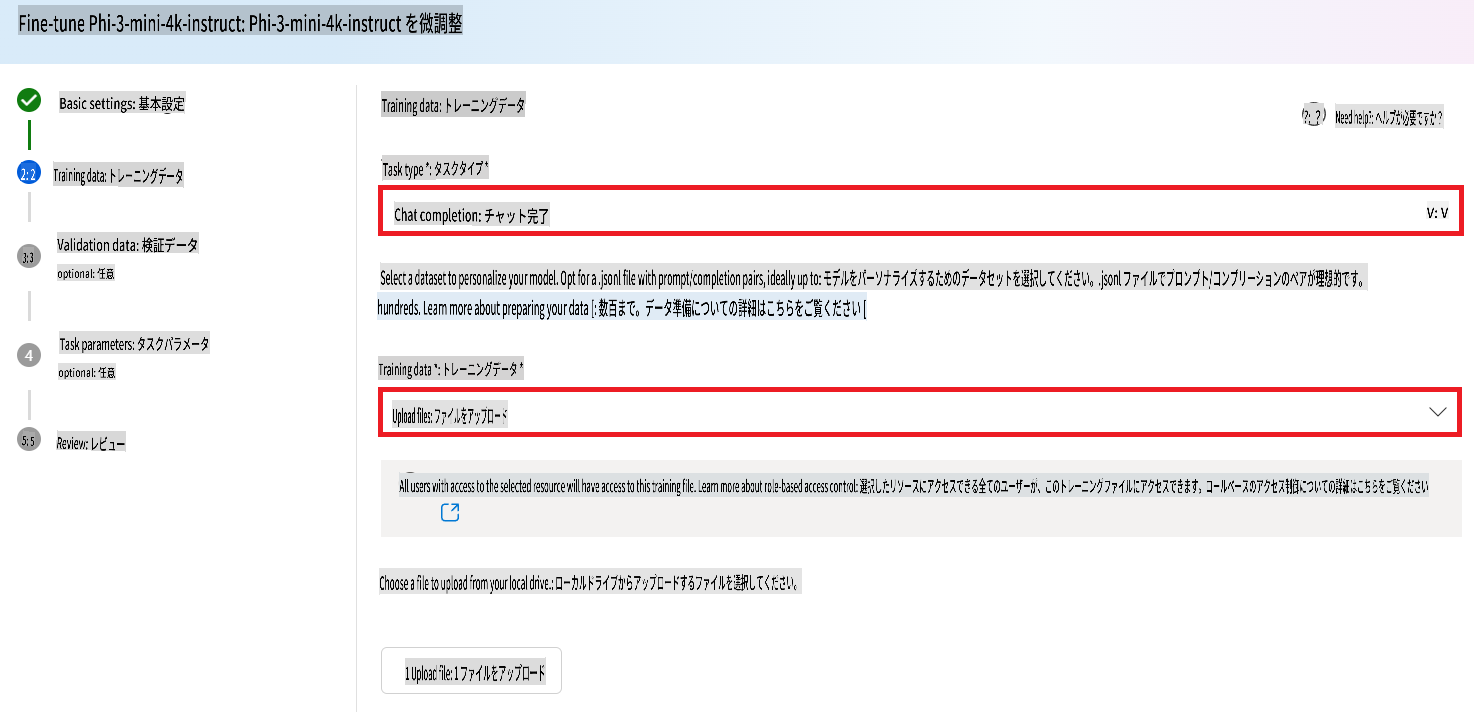 Fine-tune Phi-3-mini-4k-instruct: Phi-3-mini-4k-instruct を微調整
Basic settings: 基本設定
2: 2
Training data: トレーニングデータ
3:3
Validation data: 検証データ
optional: 任意
4
Task parameters: タスクパラメータ
optional: 任意
5: 5
Review: レビュー
Training data: トレーニングデータ
?: ?
Need help?: ヘルプが必要ですか?
Task type *: タスクタイプ *
Chat completion: チャット完了
V: V
Select a dataset to personalize your model. Opt for a .jsonl file with prompt/completion pairs, ideally up to: モデルをパーソナライズするためのデータセットを選択してください。.jsonl ファイルでプロンプト/コンプリーションのペアが理想的です。
hundreds. Learn more about preparing your data [: 数百まで。データ準備についての詳細はこちらをご覧ください [
Training data *: トレーニングデータ *
Upload files: ファイルをアップロード
All users with access to the selected resource will have access to this training file. Learn more about role-based access control: 選択したリソースにアクセスできる全てのユーザーが、このトレーニングファイルにアクセスできます。ロールベースのアクセス制御についての詳細はこちらをご覧ください
Choose a file to upload from your local drive.: ローカルドライブからアップロードするファイルを選択してください。
1 Upload file: 1 ファイルをアップロード